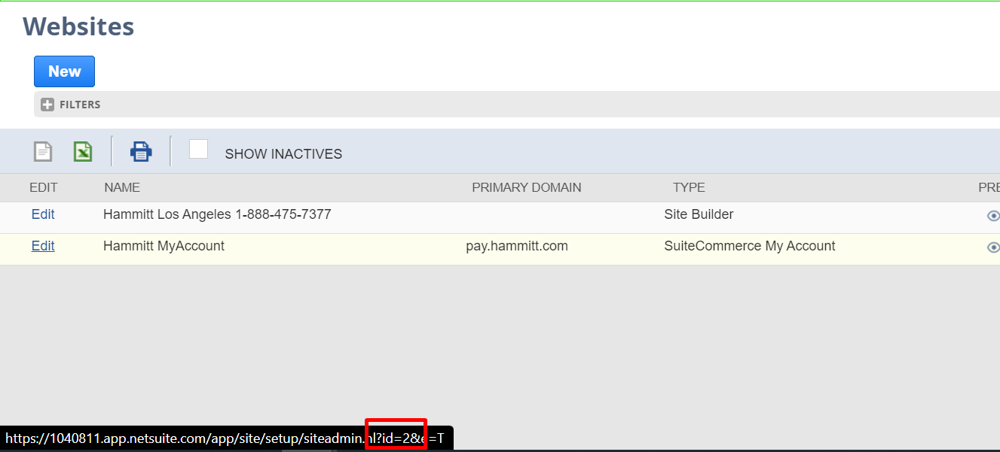 Websites
New
FILTERS
SHOW INACTIVES
EDIT NAME PRIMARY DOMAIN TYPE PRE
Edit Hammitt Los Angeles 1-888-475-7377 Site Builder
Edit Hammitt MyAccount pay.hammitt.com SuiteCommerce My Account
https://1040811.app.netsuite.com/app/site/setup/siteadmin.nl?id=2&e=T